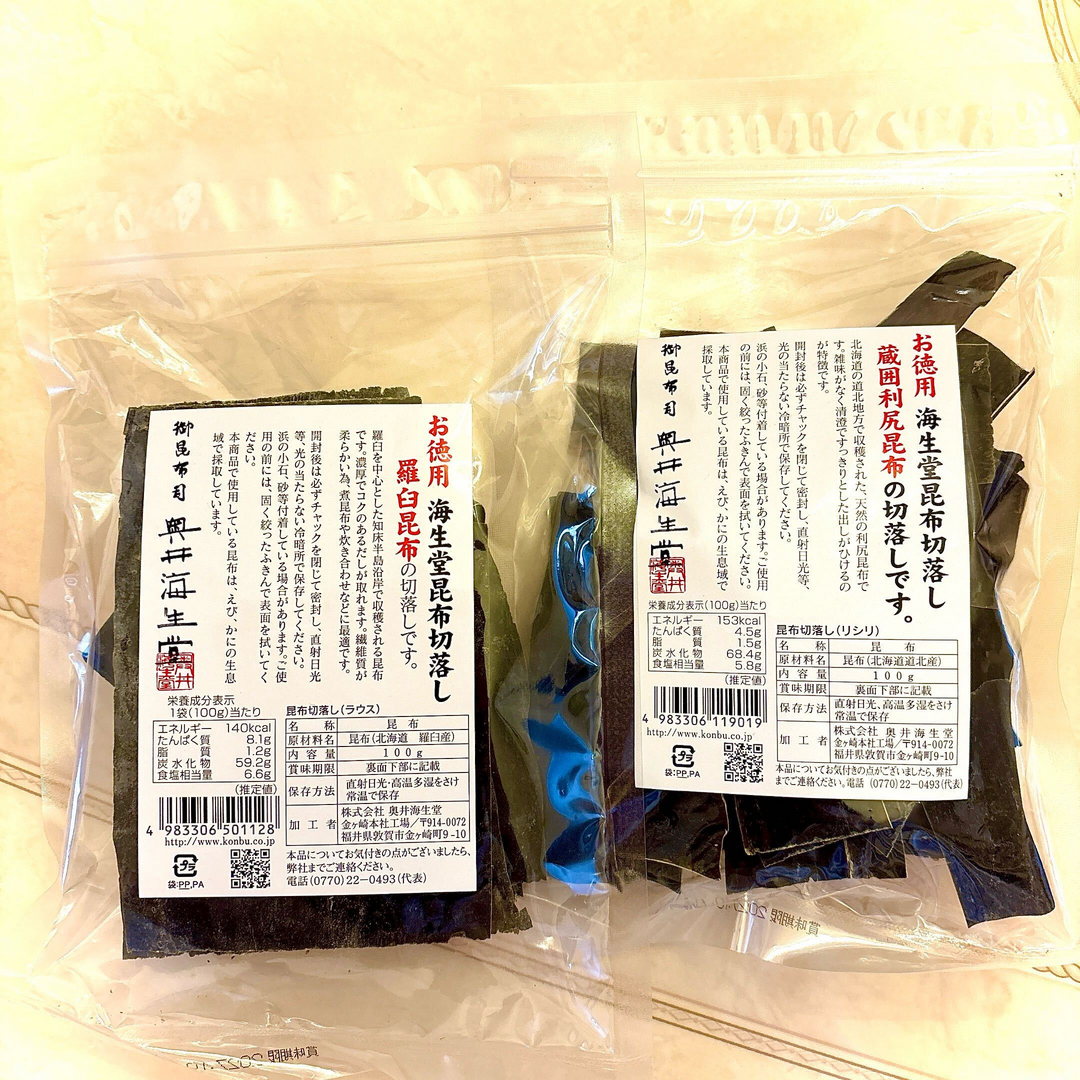 お徳用 海生堂昆布切落し
羅臼昆布の切落しです。
羅臼を中心とした知床半島沿岸で収穫される昆布
です。濃厚でコクのあるだしが取れます。繊維質が
柔らかい為、煮昆布や炊き合わせなどに最適です。
開封後は必ずチャックを閉じて密封し、直射日光
等、光の当たらない冷暗所で保存してください。
浜の小石、砂等付着している場合があります。ご使
用の前には、固く絞ったふきんで表面を拭いてく
ださい。
本商品で使用している昆布は、えび、かにの生息
域で採取しています。
御昆布司 奥井海生堂
栄養成分表示
1袋(100g)当たり
エネルギー 140kcal
たんぱく質 8.1g
脂質 1.2g
炭水化物 59.2g
食塩相当量 6.6g
(推定値)
4 983306 501128
http://www.konbu.co.jp
プラ
袋:PP,PA
昆布切落し(ラウス)
名称 昆布
原材料名 昆布(北海道 羅臼産)
内容量 100g
賞味期限 裏面下部に記載
保存方法 直射日光・高温多湿をさけ
常温で保存
加工者 株式会社 奥井海生堂
金ヶ崎本社工場/〒914-0072
福井県敦賀市金ヶ崎町9-10
本品についてお気付きの点がございましたら、
弊社までご連絡ください。
電話(0770)22-0493(代表)
賞味期限 2027.10
お徳用 海生堂昆布切落し
蔵囲利尻昆布の切落しです。
北海道の道北地方で収穫された、天然の利尻昆布で
す。雑味がなく清澄ですっきりとした出しがひけるの
が特徴です。
開封後は必ずチャックを閉じて密封し、直射日光等、
光の当たらない冷暗所で保存してください。
浜の小石、砂等付着している場合があります。ご使用
の前には、固く絞ったふきんで表面を拭いてください。
本商品で使用している昆布は、えび、かにの生息域で
採取しています。
御昆布司 奥井海生堂
栄養成分表示(100g)当たり
エネルギー 153kcal
たんぱく質 4.5g
脂質 1.5g
炭水化物 68.4g
食塩相当量 5.8g
(推定値)
4 983306 119019
http://www.konbu.co.jp
プラ
袋:PP,PA
昆布切落し(リシリ)
名称 昆布
原材料名 昆布(北海道道北産)
内容量 100g
賞味期限 裏面下部に記載
保存方法 直射日光、高温多湿をさけ
常温で保存
加工者 株式会社 奥井海生堂
金ヶ崎本社工場/〒914-0072
福井県敦賀市金ヶ崎町9-10
本品についてお気付きの点がございましたら、弊社
までご連絡ください。電話 (0770)22-0493(代表)
賞味期限